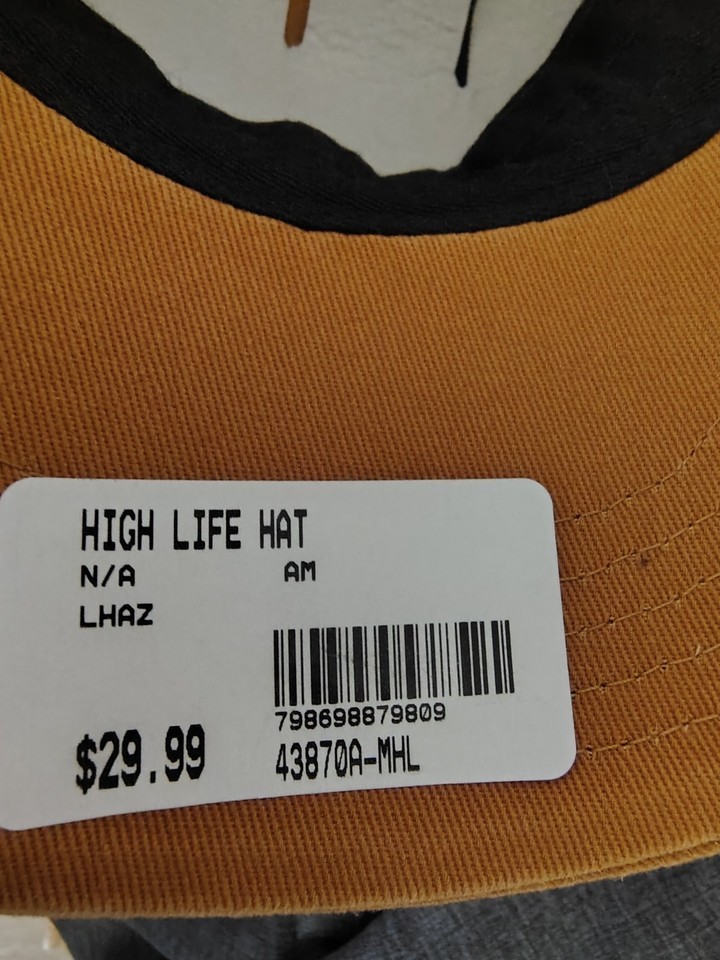 HIGH LIFE HAT
N/A AM
LHAZ
798698879809
$29.99 43870A-MHL